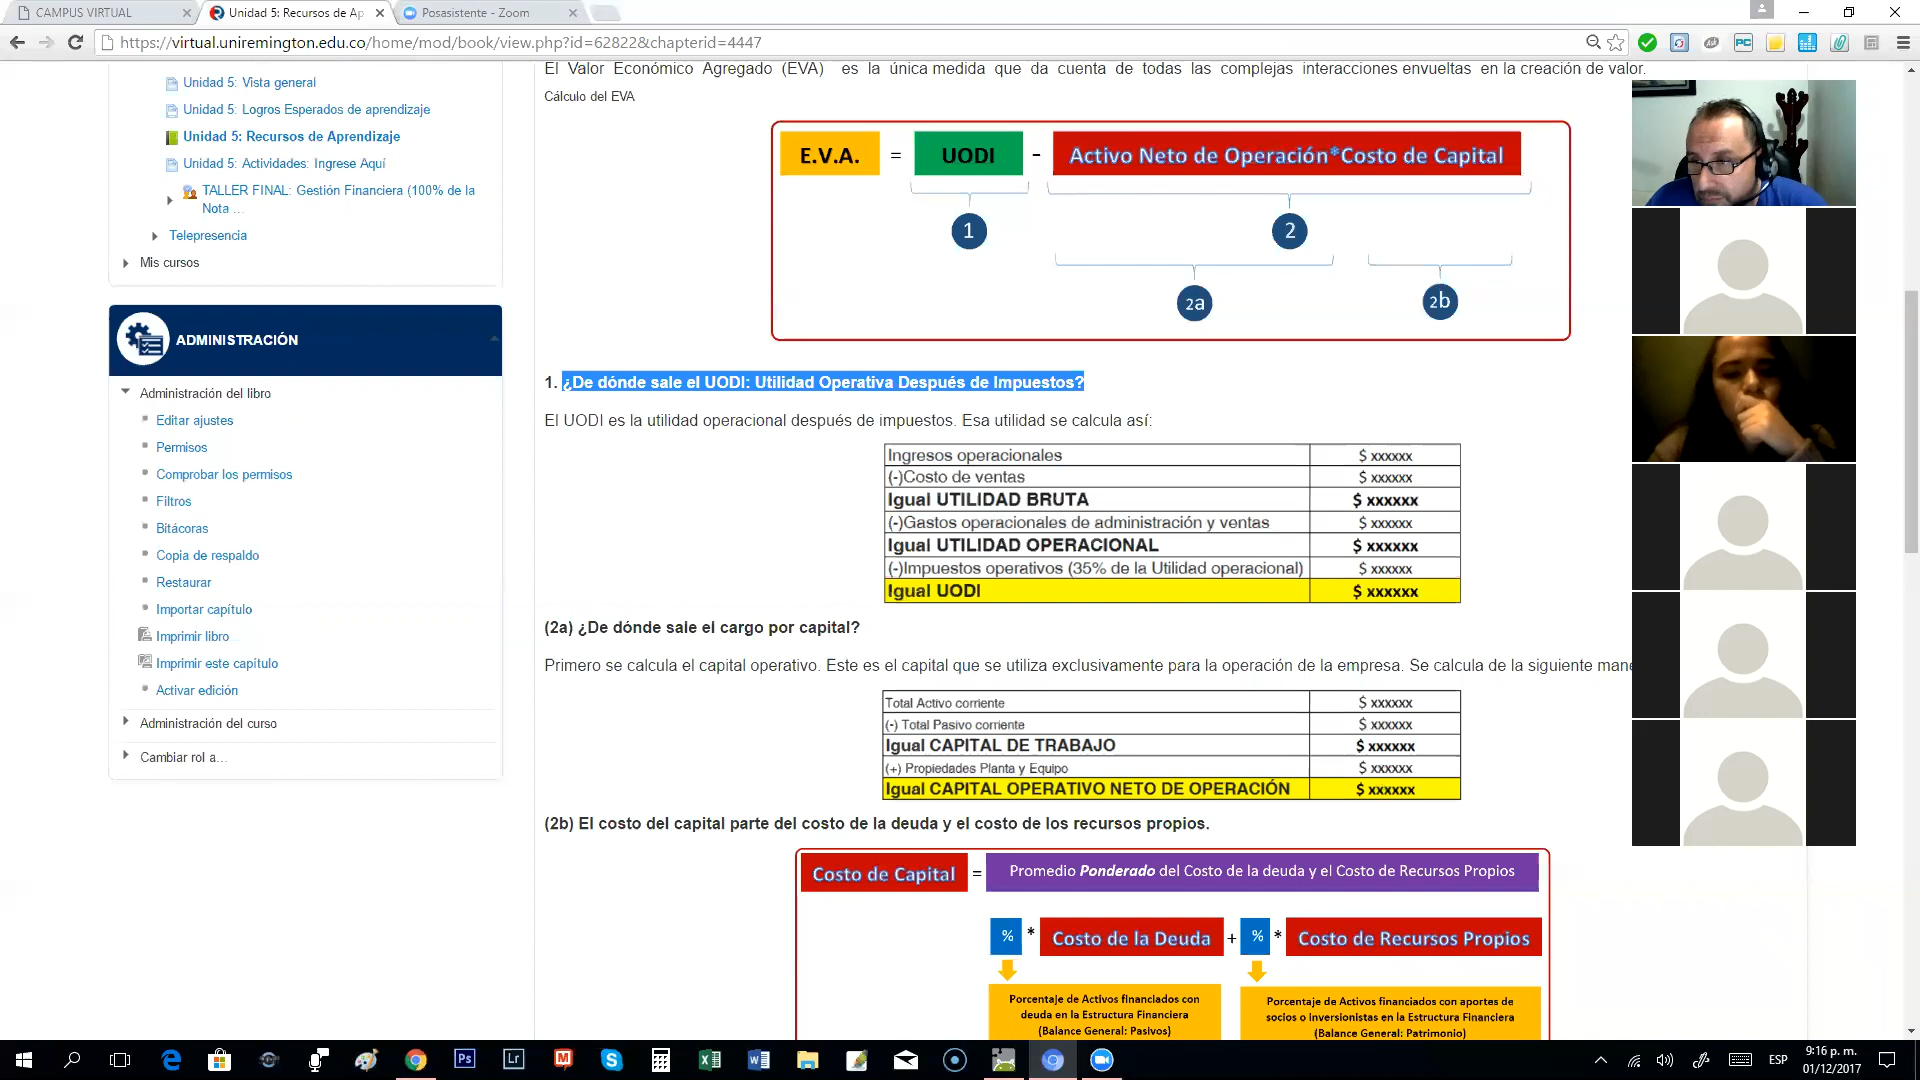 CAMPUS VIRTUAL
Unidad 5: Recursos de Ap
Posasistente - Zoom
https://virtual.uniremington.edu.co/home/mod/book/view.php?id=62822&chapterid=4447
Unidad 5: Vista general
Unidad 5: Logros Esperados de aprendizaje
Unidad 5: Recursos de Aprendizaje
Unidad 5: Actividades: Ingrese Aquí
TALLER FINAL: Gestión Financiera (100% de la
Nota ...
Telepresencia
Mis cursos
ADMINISTRACIÓN
Administración del libro
Editar ajustes
Permisos
Comprobar los permisos
Filtros
Bitácoras
Copia de respaldo
Restaurar
Importar capítulo
Imprimir libro
Imprimir este capítulo
Activar edición
Administración del curso
Cambiar rol a...
El Valor Económico Agregado (EVA) es la única medida que da cuenta de todas las complejas interacciones envueltas en la creación de valor.
Cálculo del EVA
E.V.A. = UODI - Activo Neto de Operación*Costo de Capital
1 2
2a 2b
1. ¿De dónde sale el UODI: Utilidad Operativa Después de Impuestos?
El UODI es la utilidad operacional después de impuestos. Esa utilidad se calcula así:
Ingresos operacionales $ xxxxxx
(-)Costo de ventas $ xxxxxx
Igual UTILIDAD BRUTA $ xxxxxx
(-)Gastos operacionales de administración y ventas $ xxxxxx
Igual UTILIDAD OPERACIONAL $ xxxxxx
(-)Impuestos operativos (35% de la Utilidad operacional) $ xxxxxx
Igual UODI $ xxxxxx
(2a) ¿De dónde sale el cargo por capital?
Primero se calcula el capital operativo. Este es el capital que se utiliza exclusivamente para la operación de la empresa. Se calcula de la siguiente mane
Total Activo corriente $ xxxxxx
(-) Total Pasivo corriente $ xxxxxx
Igual CAPITAL DE TRABAJO $ xxxxxx
(+) Propiedades Planta y Equipo $ xxxxxx
Igual CAPITAL OPERATIVO NETO DE OPERACIÓN $ xxxxxx
(2b) El costo del capital parte del costo de la deuda y el costo de los recursos propios.
Costo de Capital = Promedio Ponderado del Costo de la deuda y el Costo de Recursos Propios
% * Costo de la Deuda + % * Costo de Recursos Propios
Porcentaje de Activos financiados con
deuda en la Estructura Financiera
(Balance General: Pasivos)
Porcentaje de Activos financiados con aportes de
socios o inversionistas en la Estructura Financiera
(Balance General: Patrimonio)
PC
Ps
Lr
ESP
9:16 p. m.
01/12/2017